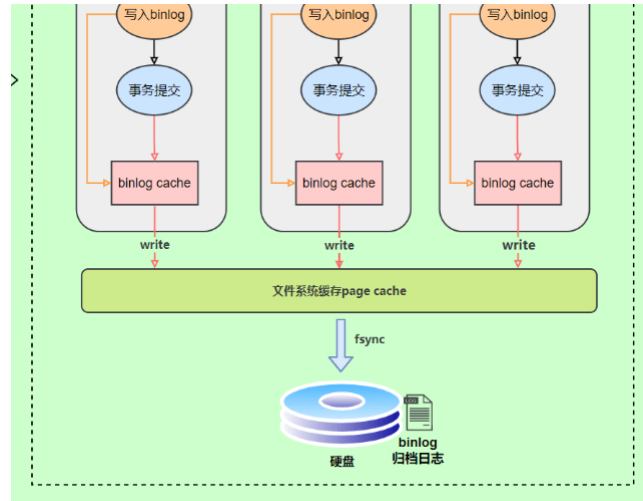 写入binlog
写入binlog
写入binlog
事务提交
事务提交
事务提交
binlog cache
binlog cache
binlog cache
write
write
write
文件系统缓存page cache
fsync
binlog
归档日志
硬盘